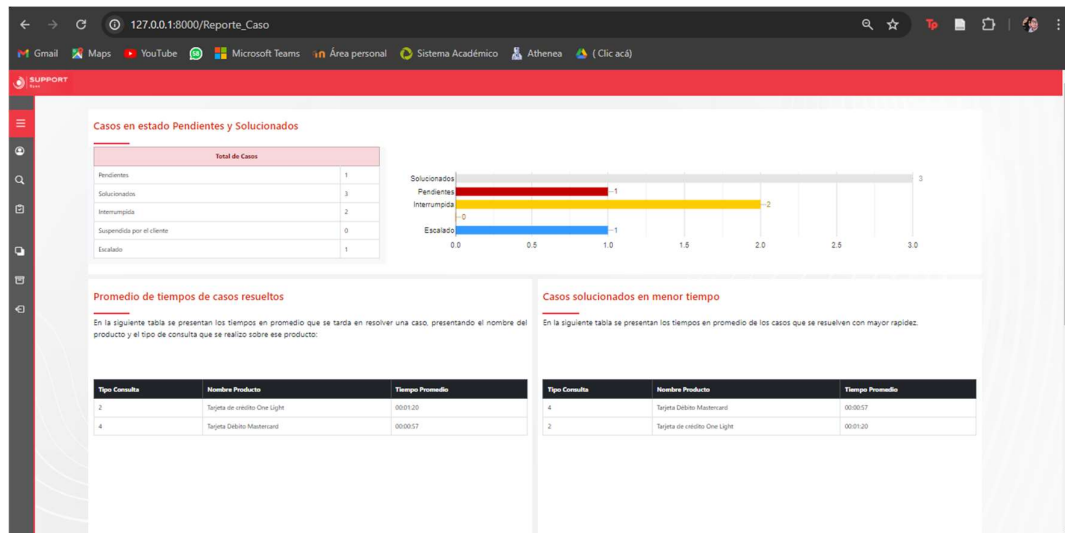 127.0.0.1:8000/Reporte_Caso
Gmail Maps YouTube Microsoft Teams Área personal Sistema Académico Athenea ( Clic acá)
SUPPORT
Casos en estado Pendientes y Solucionados
Total de Casos
Pendientes 1
Solucionados 3
Interrumpida 2
Suspendida por el cliente 0
Escalado 1
Solucionados 3
Pendientes 1
Interrumpida 2
0
Escalado 1
0.0 0.5 1.0 1.5 2.0 2.5 3.0
Promedio de tiempos de casos resueltos
En la siguiente tabla se presentan los tiempos en promedio que se tarda en resolver una caso, presentando el nombre del
producto y el tipo de consulta que se realizo sobre ese producto:
Tipo Consulta Nombre Producto Tiempo Promedio
2 Tarjeta de crédito One Light 00:01:20
4 Tarjeta Débito Mastercard 00:00:57
Casos solucionados en menor tiempo
En la siguiente tabla se presentan los tiempos en promedio de los casos que se resuelven con mayor rapidez.
Tipo Consulta Nombre Producto Tiempo Promedio
4 Tarjeta Débito Mastercard 00:00:57
2 Tarjeta de crédito One Light 00:01:20